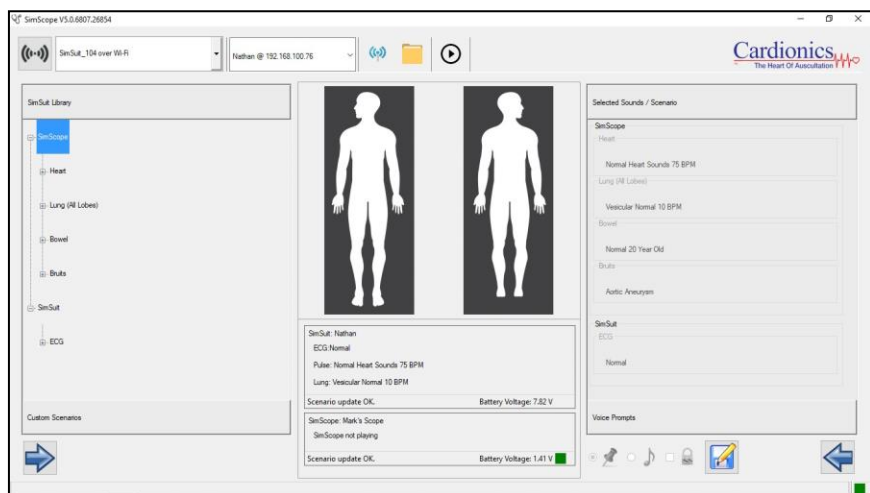 SimScope V5.0.6807.26854
SimSuit_104 over Wi-Fi
Nathan @ 192.168.100.76
Cardionics
The Heart Of Auscultation
SimSuit Library
SimScope
Heart
Lung (All Lobes)
Bowel
Bruits
SimSuit
ECG
Custom Scenarios
SimSuit: Nathan
ECG:Normal
Pulse: Normal Heart Sounds 75 BPM
Lung: Vesicular Normal 10 BPM
Scenario update OK. Battery Voltage: 7.82 V
SimScope: Mark's Scope
SimScope not playing
Scenario update OK. Battery Voltage: 1.41 V
Selected Sounds / Scenario
SimScope
Heart
Normal Heart Sounds 75 BPM
Lung (All Lobes)
Vesicular Normal 10 BPM
Bowel
Normal 20 Year Old
Bruits
Aortic Aneurysm
SimSuit
ECG
Normal
Voice Prompts